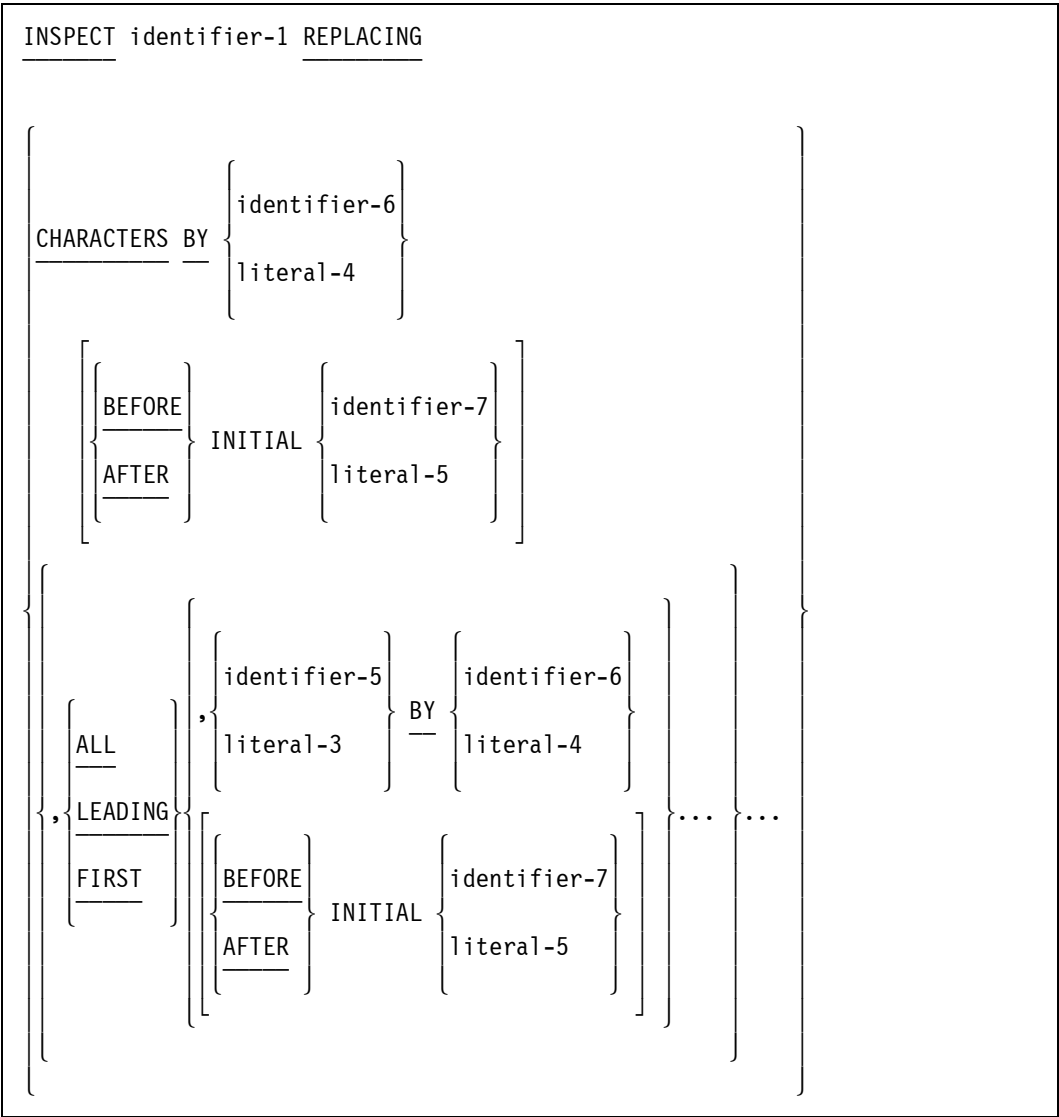 INSPECT identifier-1 REPLACING
identifier-6
CHARACTERS BY
literal-4
BEFORE identifier-7
INITIAL
AFTER literal-5
identifier-5 identifier-6
, BY
ALL literal-3 literal-4
, LEADING ... ...
FIRST BEFORE identifier-7
INITIAL
AFTER literal-5